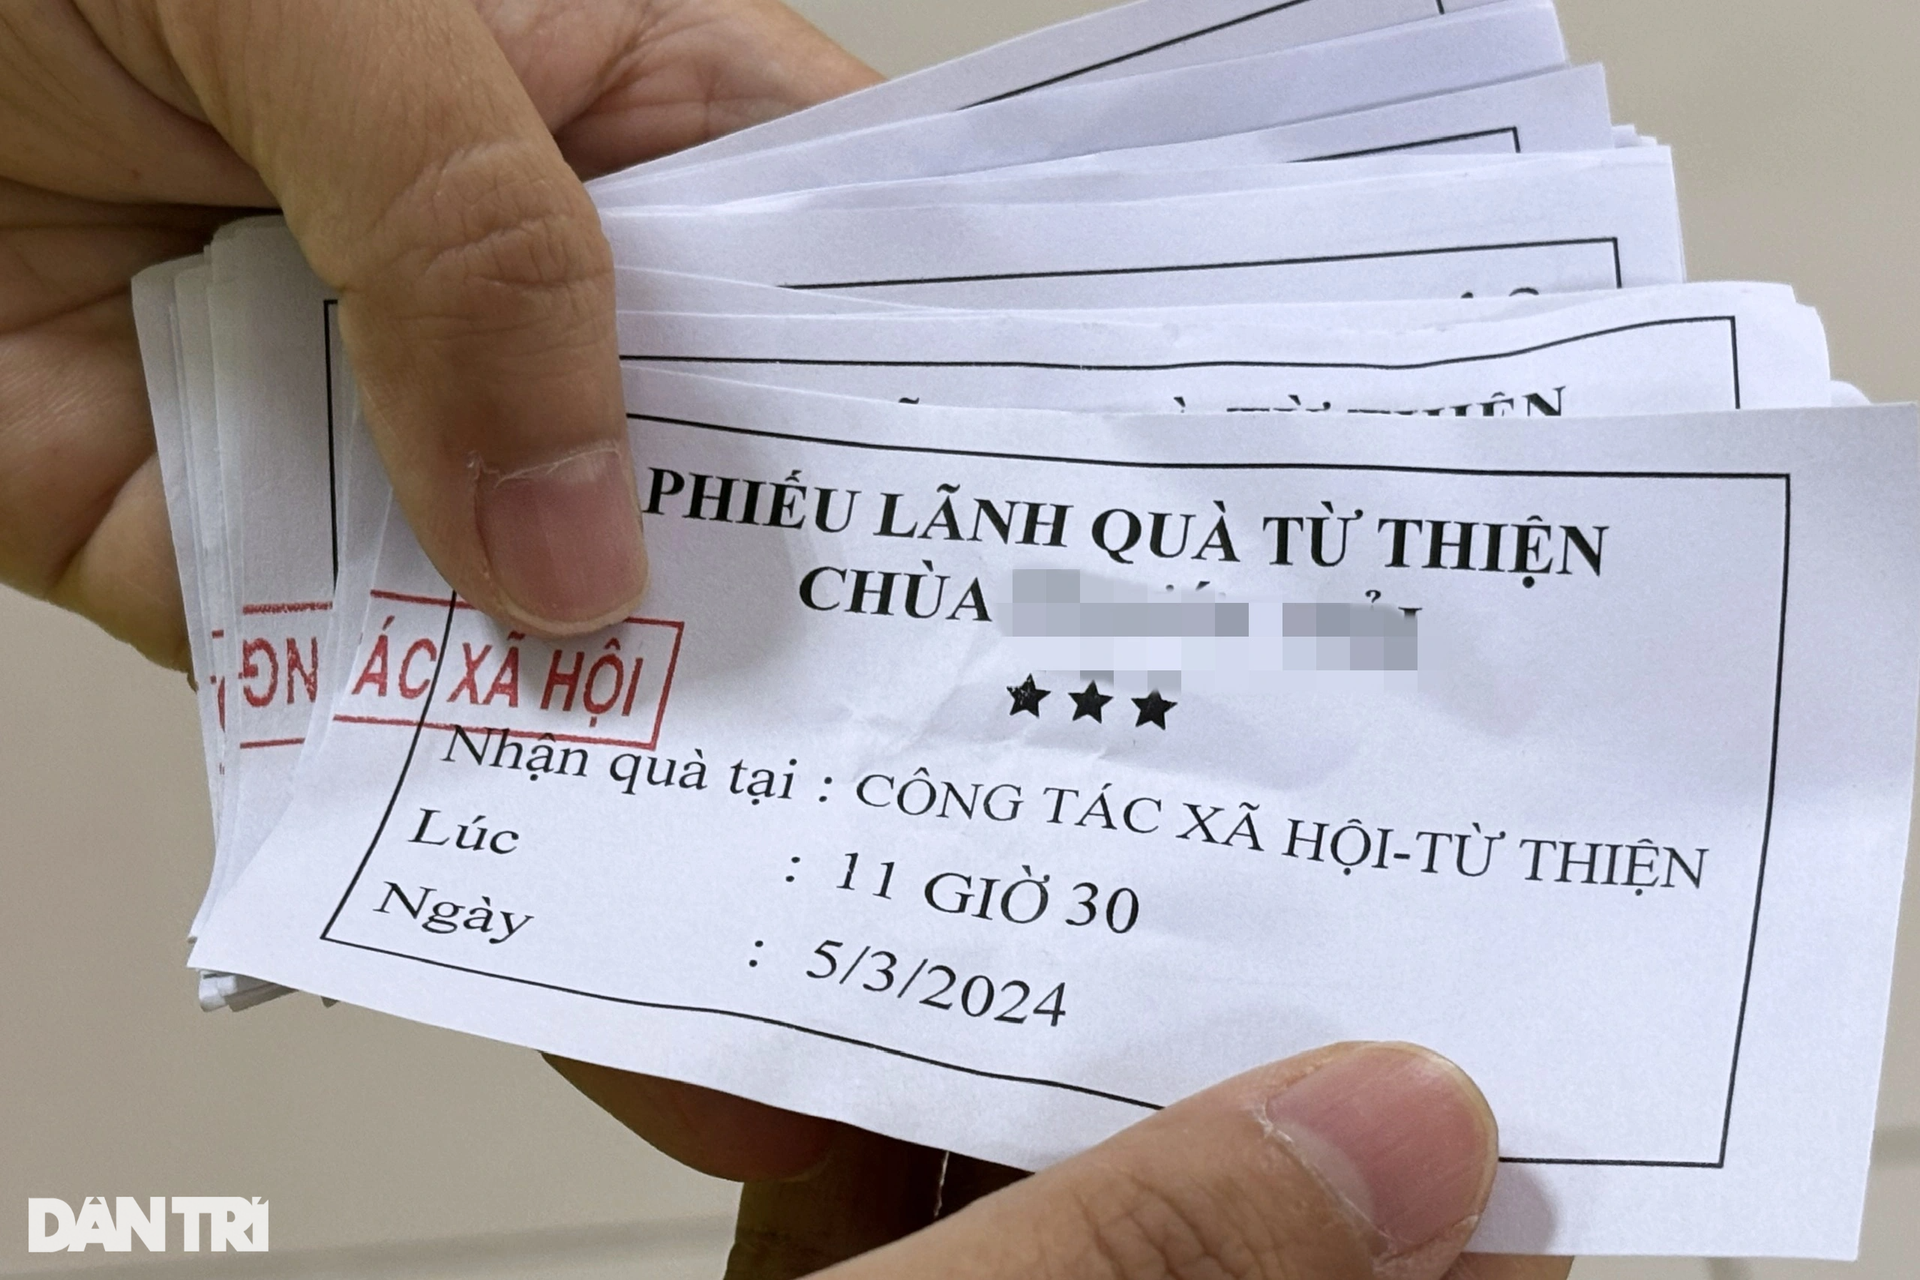 PHIẾU LÃNH QUÀ TỪ THIỆN
CHÙA
★ ★ ★
ÁC XÃ HỘI
Nhận quà tại : CÔNG TÁC XÃ HỘI-TỪ THIỆN
Lúc : 11 GIỜ 30
Ngày : 5/3/2024
DÂN TRÍ